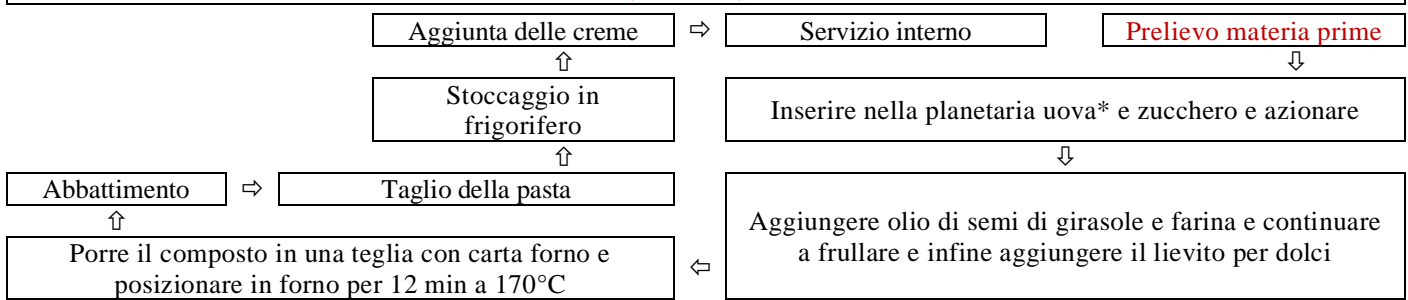 Aggiunta delle creme ⇨ Servizio interno Prelievo materia prime
⇧ ⇩
Stoccaggio in
frigorifero
Inserire nella planetaria uova* e zucchero e azionare
⇧ ⇩
Abbattimento ⇨ Taglio della pasta
⇧
Aggiungere olio di semi di girasole e farina e continuare
a frullare e infine aggiungere il lievito per dolci
⇦
Porre il composto in una teglia con carta forno e
posizionare in forno per 12 min a 170°C